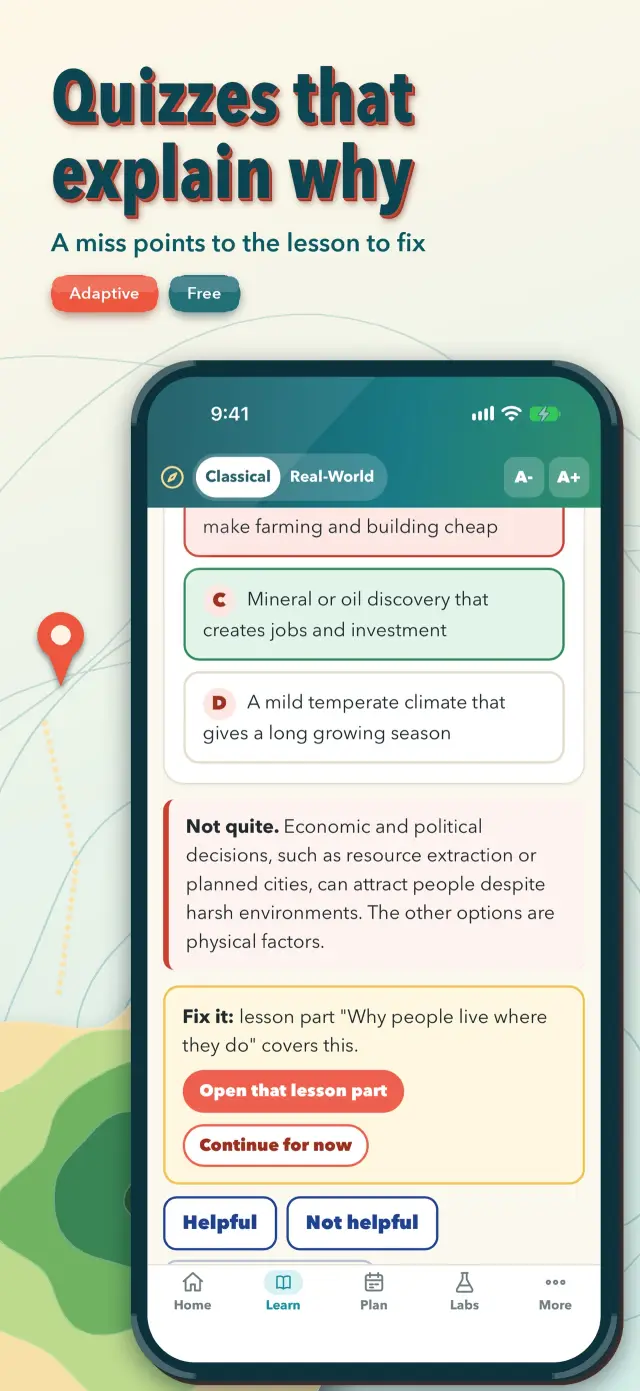 Quizzes that
explain why
A miss points to the lesson to fix
Adaptive Free
9:41
Classical Real-World A- A+
make farming and building cheap
C Mineral or oil discovery that
creates jobs and investment
D A mild temperate climate that
gives a long growing season
Not quite. Economic and political
decisions, such as resource extraction or
planned cities, can attract people despite
harsh environments. The other options are
physical factors.
Fix it: lesson part "Why people live where
they do" covers this.
Open that lesson part
Continue for now
Helpful Not helpful
Home Learn Plan Labs More